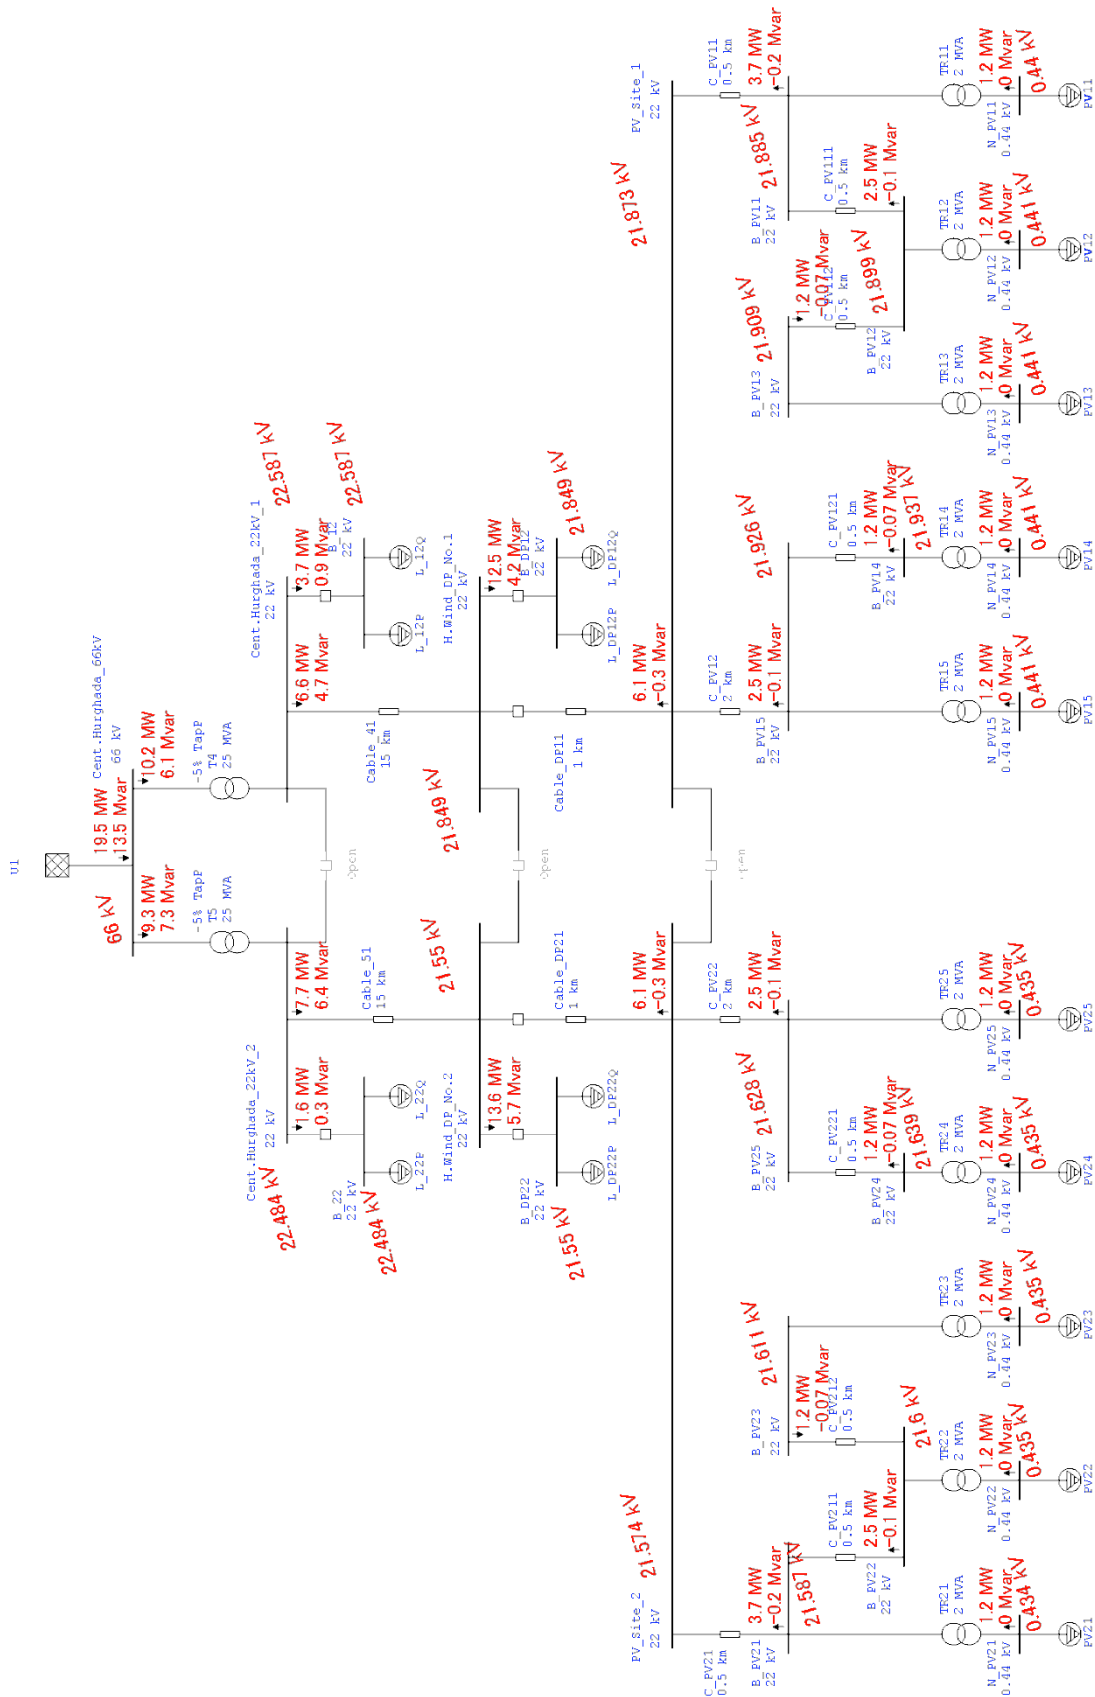 U1
Cent.Hurghada_66kV
66 kV
19.5 MW
13.5 Mvar
66 kV
9.3 MW
7.3 Mvar
10.2 MW
6.1 Mvar
-5% TapP
T5
25 MVA
-5% TapP
T4
25 MVA
Cent.Hurghada_22kV_2
22 kV
22.484 kV
Cent.Hurghada_22kV_1
22 kV
22.587 kV
1.6 MW
0.3 Mvar
7.7 MW
6.4 Mvar
6.6 MW
4.7 Mvar
3.7 MW
0.9 Mvar
Open
B_22
22 kV
22.484 kV
L_22P
L_22Q
Cable_51
15 km
Cable_41
15 km
B_12
22 kV
22.587 kV
L_12P
L_12Q
H.Wind_DP_No.2
22 kV
21.55 kV
H.Wind_DP_No.1
22 kV
21.849 kV
13.6 MW
5.7 Mvar
12.5 MW
4.2 Mvar
Open
B_DP22
22 kV
21.55 kV
L_DP22P
L_DP22Q
Cable_DP21
1 km
Cable_DP11
1 km
B_DP12
22 kV
21.849 kV
L_DP12P
L_DP12Q
6.1 MW
-0.3 Mvar
6.1 MW
-0.3 Mvar
PV_Site_2
22 kV
21.574 kV
PV_Site_1
22 kV
21.873 kV
Open
C_PV21
0.5 km
C_PV22
2 km
C_PV12
2 km
C_PV11
0.5 km
3.7 MW
-0.2 Mvar
2.5 MW
-0.1 Mvar
2.5 MW
-0.1 Mvar
3.7 MW
-0.2 Mvar
B_PV21
22 kV
21.587 kV
B_PV23
22 kV
21.611 kV
B_PV25
22 kV
21.628 kV
B_PV15
22 kV
21.926 kV
B_PV13
22 kV
21.909 kV
B_PV11
22 kV
21.885 kV
1.2 MW
-0.07 Mvar
1.2 MW
-0.07 Mvar
C_PV211
0.5 km
C_PV212
0.5 km
C_PV221
0.5 km
C_PV121
0.5 km
C_PV112
0.5 km
C_PV111
0.5 km
2.5 MW
-0.1 Mvar
1.2 MW
-0.07 Mvar
1.2 MW
-0.07 Mvar
2.5 MW
-0.1 Mvar
B_PV22
22 kV
21.6 kV
B_PV24
22 kV
21.639 kV
B_PV14
22 kV
21.937 kV
B_PV12
22 kV
21.899 kV
TR21
2 MVA
TR22
2 MVA
TR23
2 MVA
TR24
2 MVA
TR25
2 MVA
TR15
2 MVA
TR14
2 MVA
TR13
2 MVA
TR12
2 MVA
TR11
2 MVA
1.2 MW
0 Mvar
1.2 MW
0 Mvar
1.2 MW
0 Mvar
1.2 MW
0 Mvar
1.2 MW
0 Mvar
1.2 MW
0 Mvar
1.2 MW
0 Mvar
1.2 MW
0 Mvar
1.2 MW
0 Mvar
1.2 MW
0 Mvar
N_PV21
0.44 kV
0.434 kV
N_PV22
0.44 kV
0.435 kV
N_PV23
0.44 kV
0.435 kV
N_PV24
0.44 kV
0.435 kV
N_PV25
0.44 kV
0.435 kV
N_PV15
0.44 kV
0.441 kV
N_PV14
0.44 kV
0.441 kV
N_PV13
0.44 kV
0.441 kV
N_PV12
0.44 kV
0.441 kV
N_PV11
0.44 kV
0.44 kV
PV21
PV22
PV23
PV24
PV25
PV15
PV14
PV13
PV12
PV11